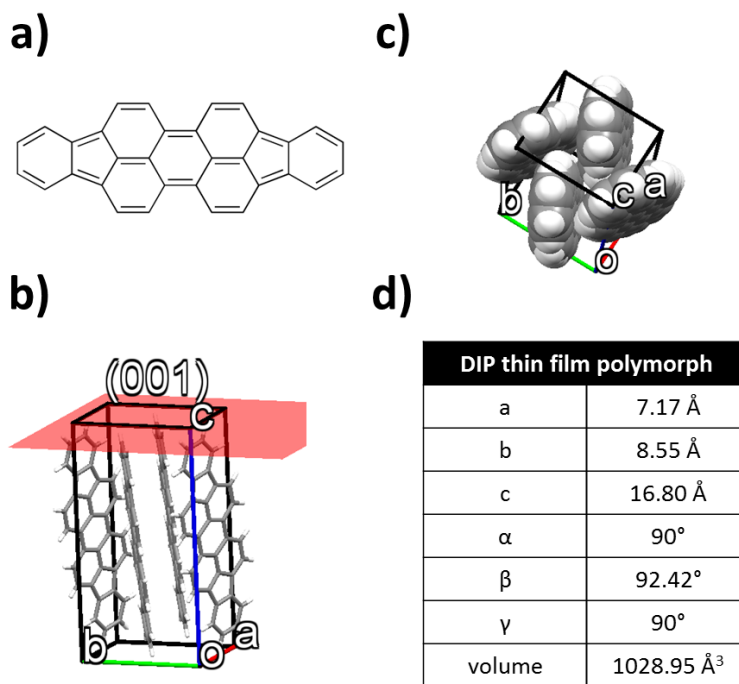 a)
c)
b
c
a
o
b)
(001)
c
b
o
a
d)
DIP thin film polymorph
a 7.17 Å
b 8.55 Å
c 16.80 Å
α 90°
β 92.42°
γ 90°
volume 1028.95 Å³